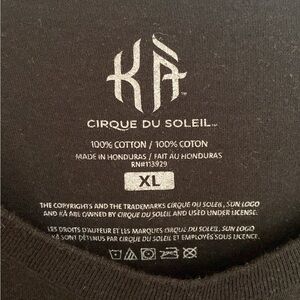 KÀ
CIRQUE DU SOLEIL™
100% COTTON / 100% COTON
MADE IN HONDURAS / FAIT AU HONDURAS
RN#113929
XL
THE COPYRIGHTS AND THE TRADEMARKS CIRQUE DU SOLEIL, SUN LOGO
AND KÀ ARE OWNED BY CIRQUE DU SOLEIL AND USED UNDER LICENSE.
LES DROITS D'AUTEUR ET LES MARQUES CIRQUE DU SOLEIL, SUN LOGO
KÀ SONT DÉTENUS PAR CIRQUE DU SOLEIL ET EMPLOYÉS SOUS LICENCE.